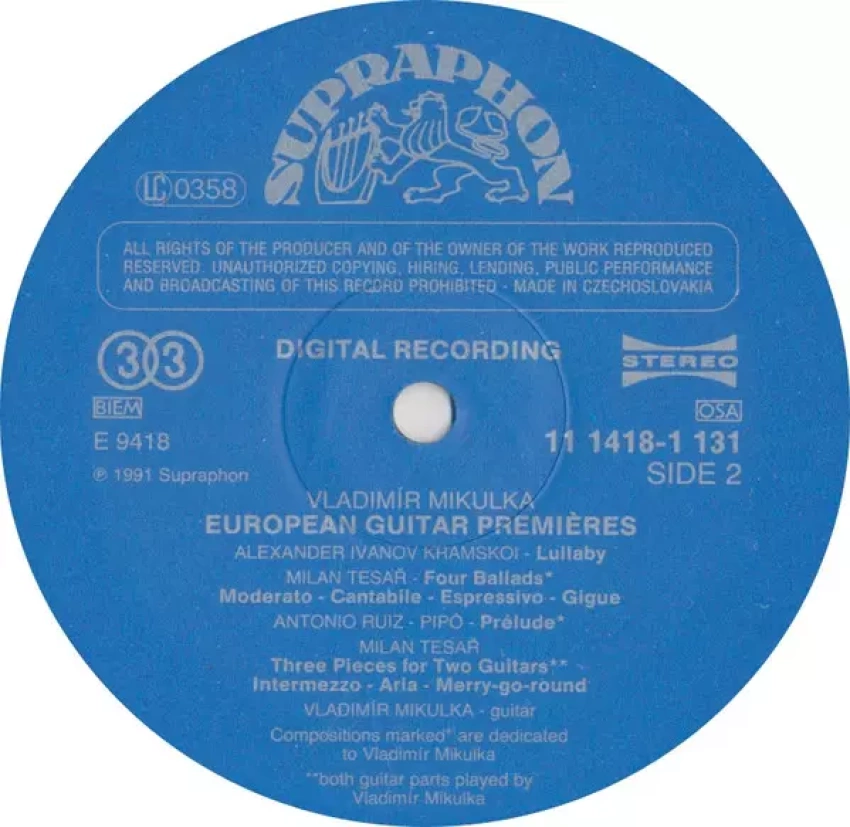 SUPRAPHON
LC 0358
ALL RIGHTS OF THE PRODUCER AND OF THE OWNER OF THE WORK REPRODUCED
RESERVED. UNAUTHORIZED COPYING, HIRING, LENDING, PUBLIC PERFORMANCE
AND BROADCASTING OF THIS RECORD PROHIBITED - MADE IN CZECHOSLOVAKIA
33 DIGITAL RECORDING STEREO
BIEM OSA
E 9418 11 1418-1 131
℗ 1991 Supraphon SIDE 2
VLADIMÍR MIKULKA
EUROPEAN GUITAR PREMIÈRES
ALEXANDER IVANOV KHAMSKOI - Lullaby
MILAN TESAŘ - Four Ballads*
Moderato - Cantabile - Espressivo - Gigue
ANTONIO RUIZ - PIPÒ - Prélude*
MILAN TESAŘ
Three Pieces for Two Guitars**
Intermezzo - Aria - Merry-go-round
VLADIMÍR MIKULKA - guitar
Compositions marked* are dedicated
to Vladimír Mikulka
**both guitar parts played by
Vladimír Mikulka